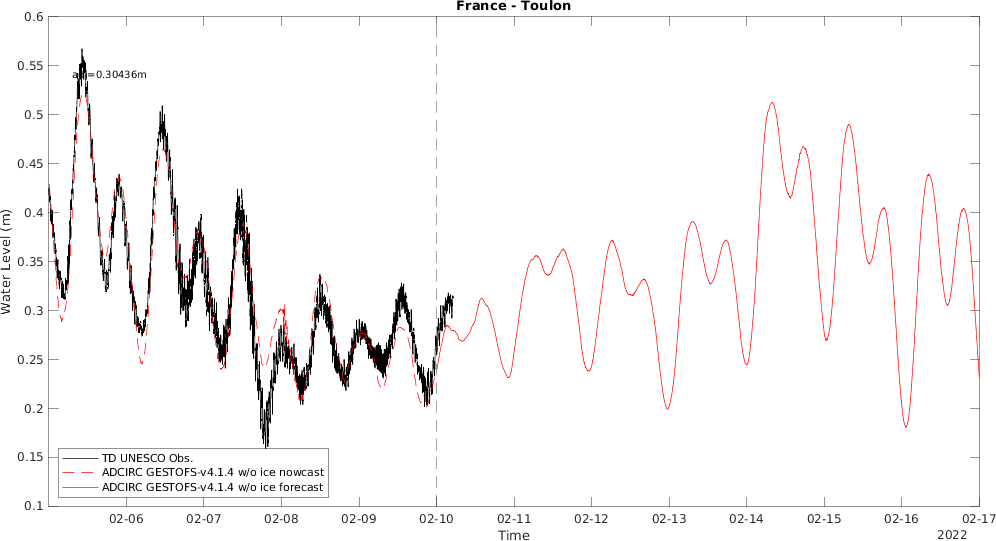 France - Toulon
0.6
0.55
0.5
0.45
0.4
0.35
0.3
0.25
0.2
0.15
0.1
Water Level (m)
=0.30436m
TD UNESCO Obs.
ADCIRC GESTOFS-v4.1.4 w/o ice nowcast
ADCIRC GESTOFS-v4.1.4 w/o ice forecast
02-06 02-07 02-08 02-09 02-10 02-11 02-12 02-13 02-14 02-15 02-16 02-17
Time
2022